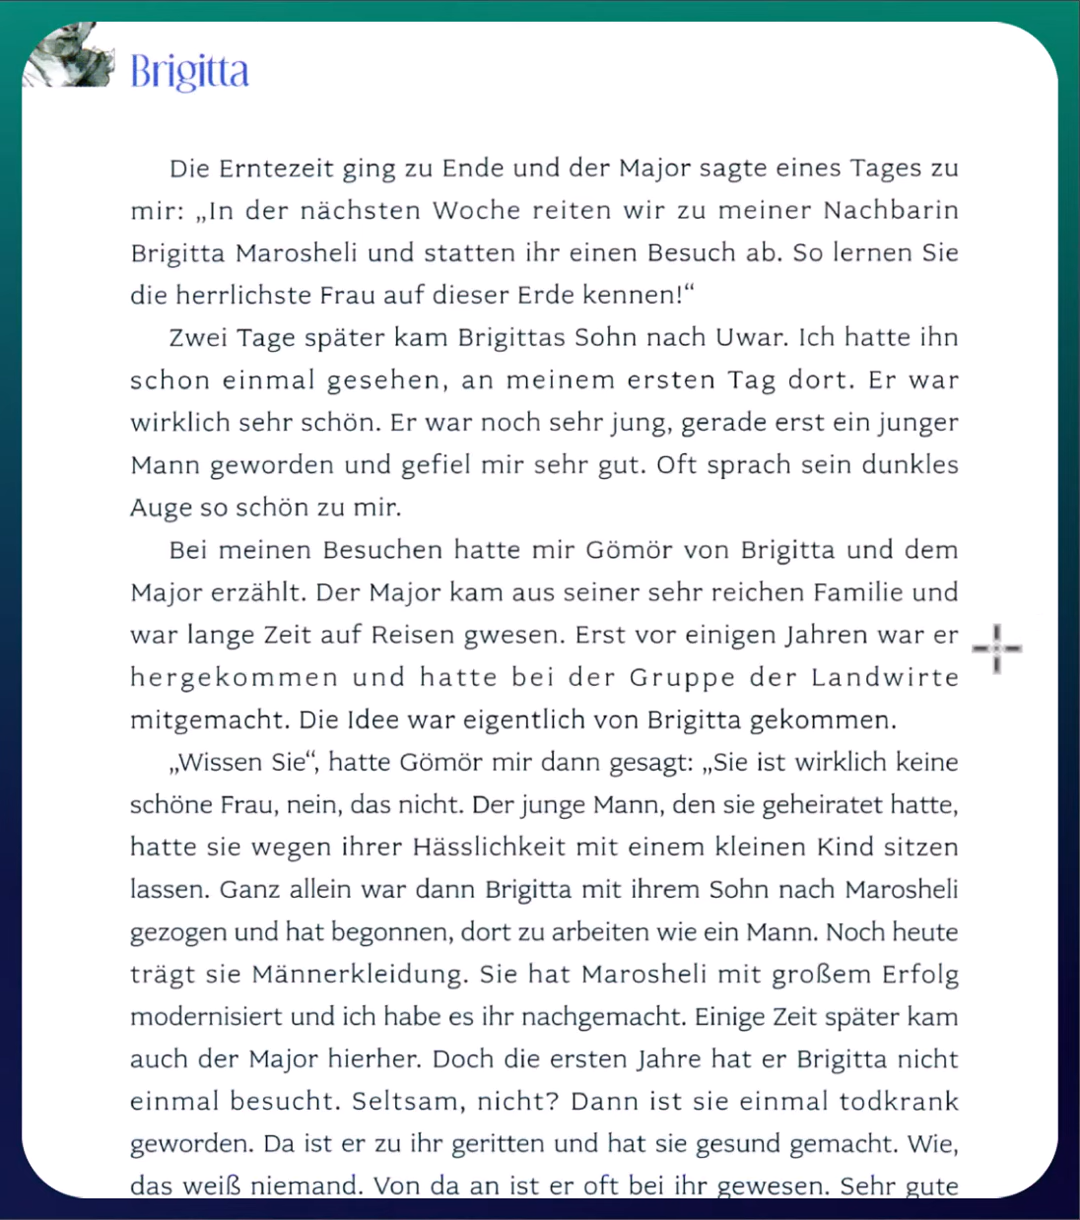 Brigitta
Die Erntezeit ging zu Ende und der Major sagte eines Tages zu
mir: „In der nächsten Woche reiten wir zu meiner Nachbarin
Brigitta Marosheli und statten ihr einen Besuch ab. So lernen Sie
die herrlichste Frau auf dieser Erde kennen!“
Zwei Tage später kam Brigittas Sohn nach Uwar. Ich hatte ihn
schon einmal gesehen, an meinem ersten Tag dort. Er war
wirklich sehr schön. Er war noch sehr jung, gerade erst ein junger
Mann geworden und gefiel mir sehr gut. Oft sprach sein dunkles
Auge so schön zu mir.
Bei meinen Besuchen hatte mir Gömör von Brigitta und dem
Major erzählt. Der Major kam aus seiner sehr reichen Familie und
war lange Zeit auf Reisen gwesen. Erst vor einigen Jahren war er
hergekommen und hatte bei der Gruppe der Landwirte
mitgemacht. Die Idee war eigentlich von Brigitta gekommen.
„Wissen Sie“, hatte Gömör mir dann gesagt: „Sie ist wirklich keine
schöne Frau, nein, das nicht. Der junge Mann, den sie geheiratet hatte,
hatte sie wegen ihrer Hässlichkeit mit einem kleinen Kind sitzen
lassen. Ganz allein war dann Brigitta mit ihrem Sohn nach Marosheli
gezogen und hat begonnen, dort zu arbeiten wie ein Mann. Noch heute
trägt sie Männerkleidung. Sie hat Marosheli mit großem Erfolg
modernisiert und ich habe es ihr nachgemacht. Einige Zeit später kam
auch der Major hierher. Doch die ersten Jahre hat er Brigitta nicht
einmal besucht. Seltsam, nicht? Dann ist sie einmal todkrank
geworden. Da ist er zu ihr geritten und hat sie gesund gemacht. Wie,
das weiß niemand. Von da an ist er oft bei ihr gewesen. Sehr gute